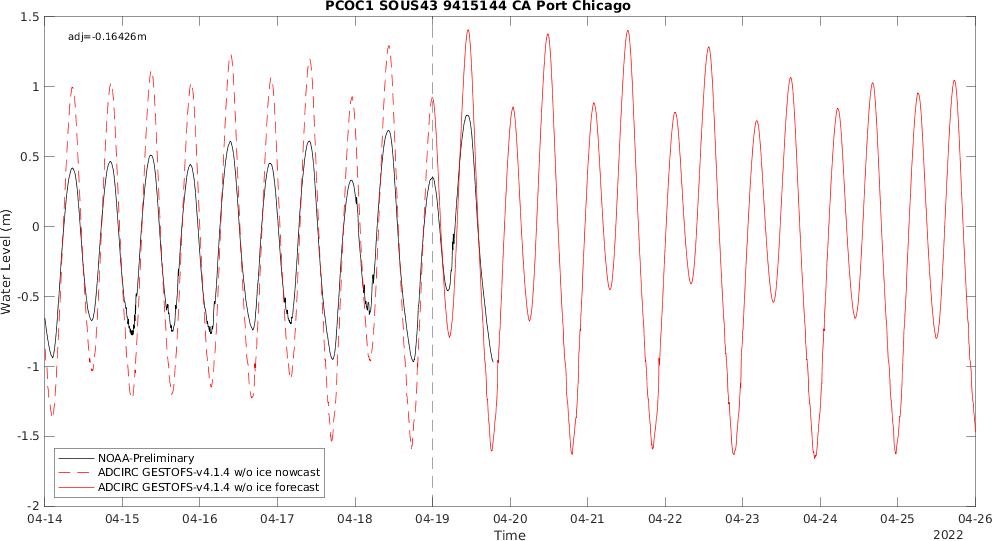 PCOC1 SOUS43 9415144 CA Port Chicago
adj=-0.16426m
1.5
1
0.5
0
-0.5
-1
-1.5
-2
Water Level (m)
NOAA-Preliminary
ADCIRC GESTOFS-v4.1.4 w/o ice nowcast
ADCIRC GESTOFS-v4.1.4 w/o ice forecast
04-14 04-15 04-16 04-17 04-18 04-19 04-20 04-21 04-22 04-23 04-24 04-25 04-26
Time
2022